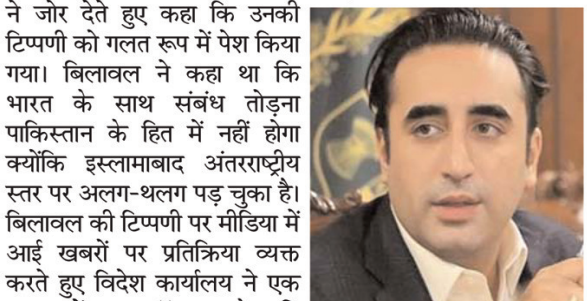 ने जोर देते हुए कहा कि उनकी
टिप्पणी को गलत रूप में पेश किया
गया। बिलावल ने कहा था कि
भारत के साथ संबंध तोड़ना
पाकिस्तान के हित में नहीं होगा
क्योंकि इस्लामाबाद अंतरराष्ट्रीय
स्तर पर अलग-थलग पड़ चुका है।
बिलावल की टिप्पणी पर मीडिया में
आई खबरों पर प्रतिक्रिया व्यक्त
करते हुए विदेश कार्यालय ने एक